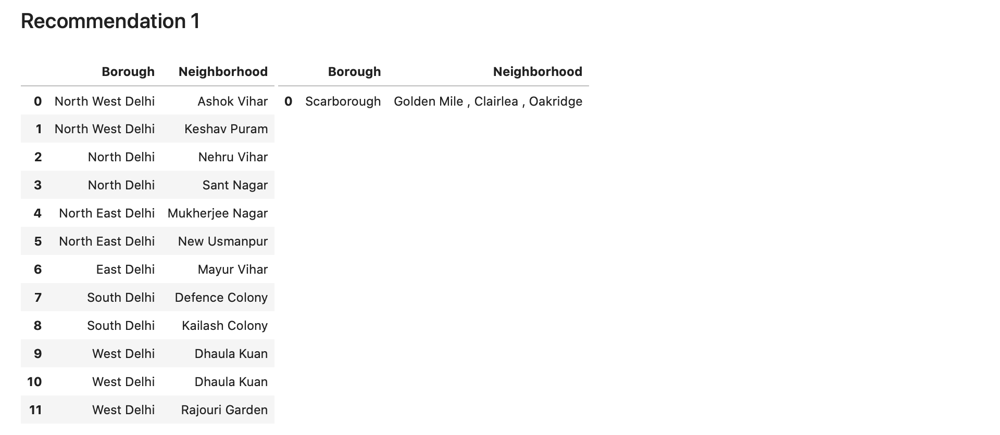 Recommendation 1
Borough Neighborhood Borough Neighborhood
0 North West Delhi Ashok Vihar 0 Scarborough Golden Mile , Clairlea , Oakridge
1 North West Delhi Keshav Puram
2 North Delhi Nehru Vihar
3 North Delhi Sant Nagar
4 North East Delhi Mukherjee Nagar
5 North East Delhi New Usmanpur
6 East Delhi Mayur Vihar
7 South Delhi Defence Colony
8 South Delhi Kailash Colony
9 West Delhi Dhaula Kuan
10 West Delhi Dhaula Kuan
11 West Delhi Rajouri Garden